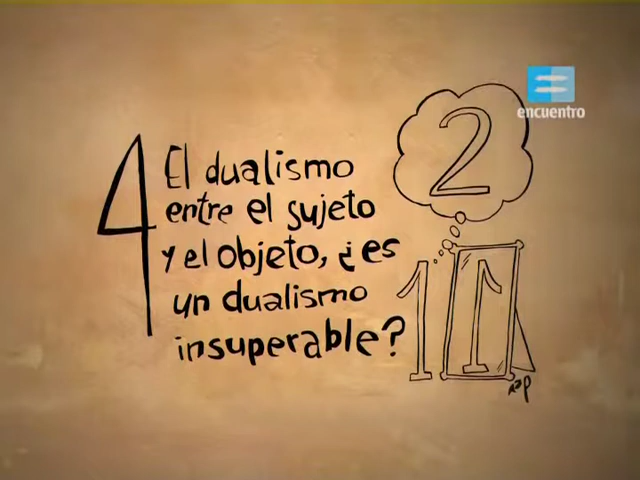 4
El dualismo
entre el sujeto
y el objeto, ¿es
un dualismo
insuperable?
2
1 1
encuentro